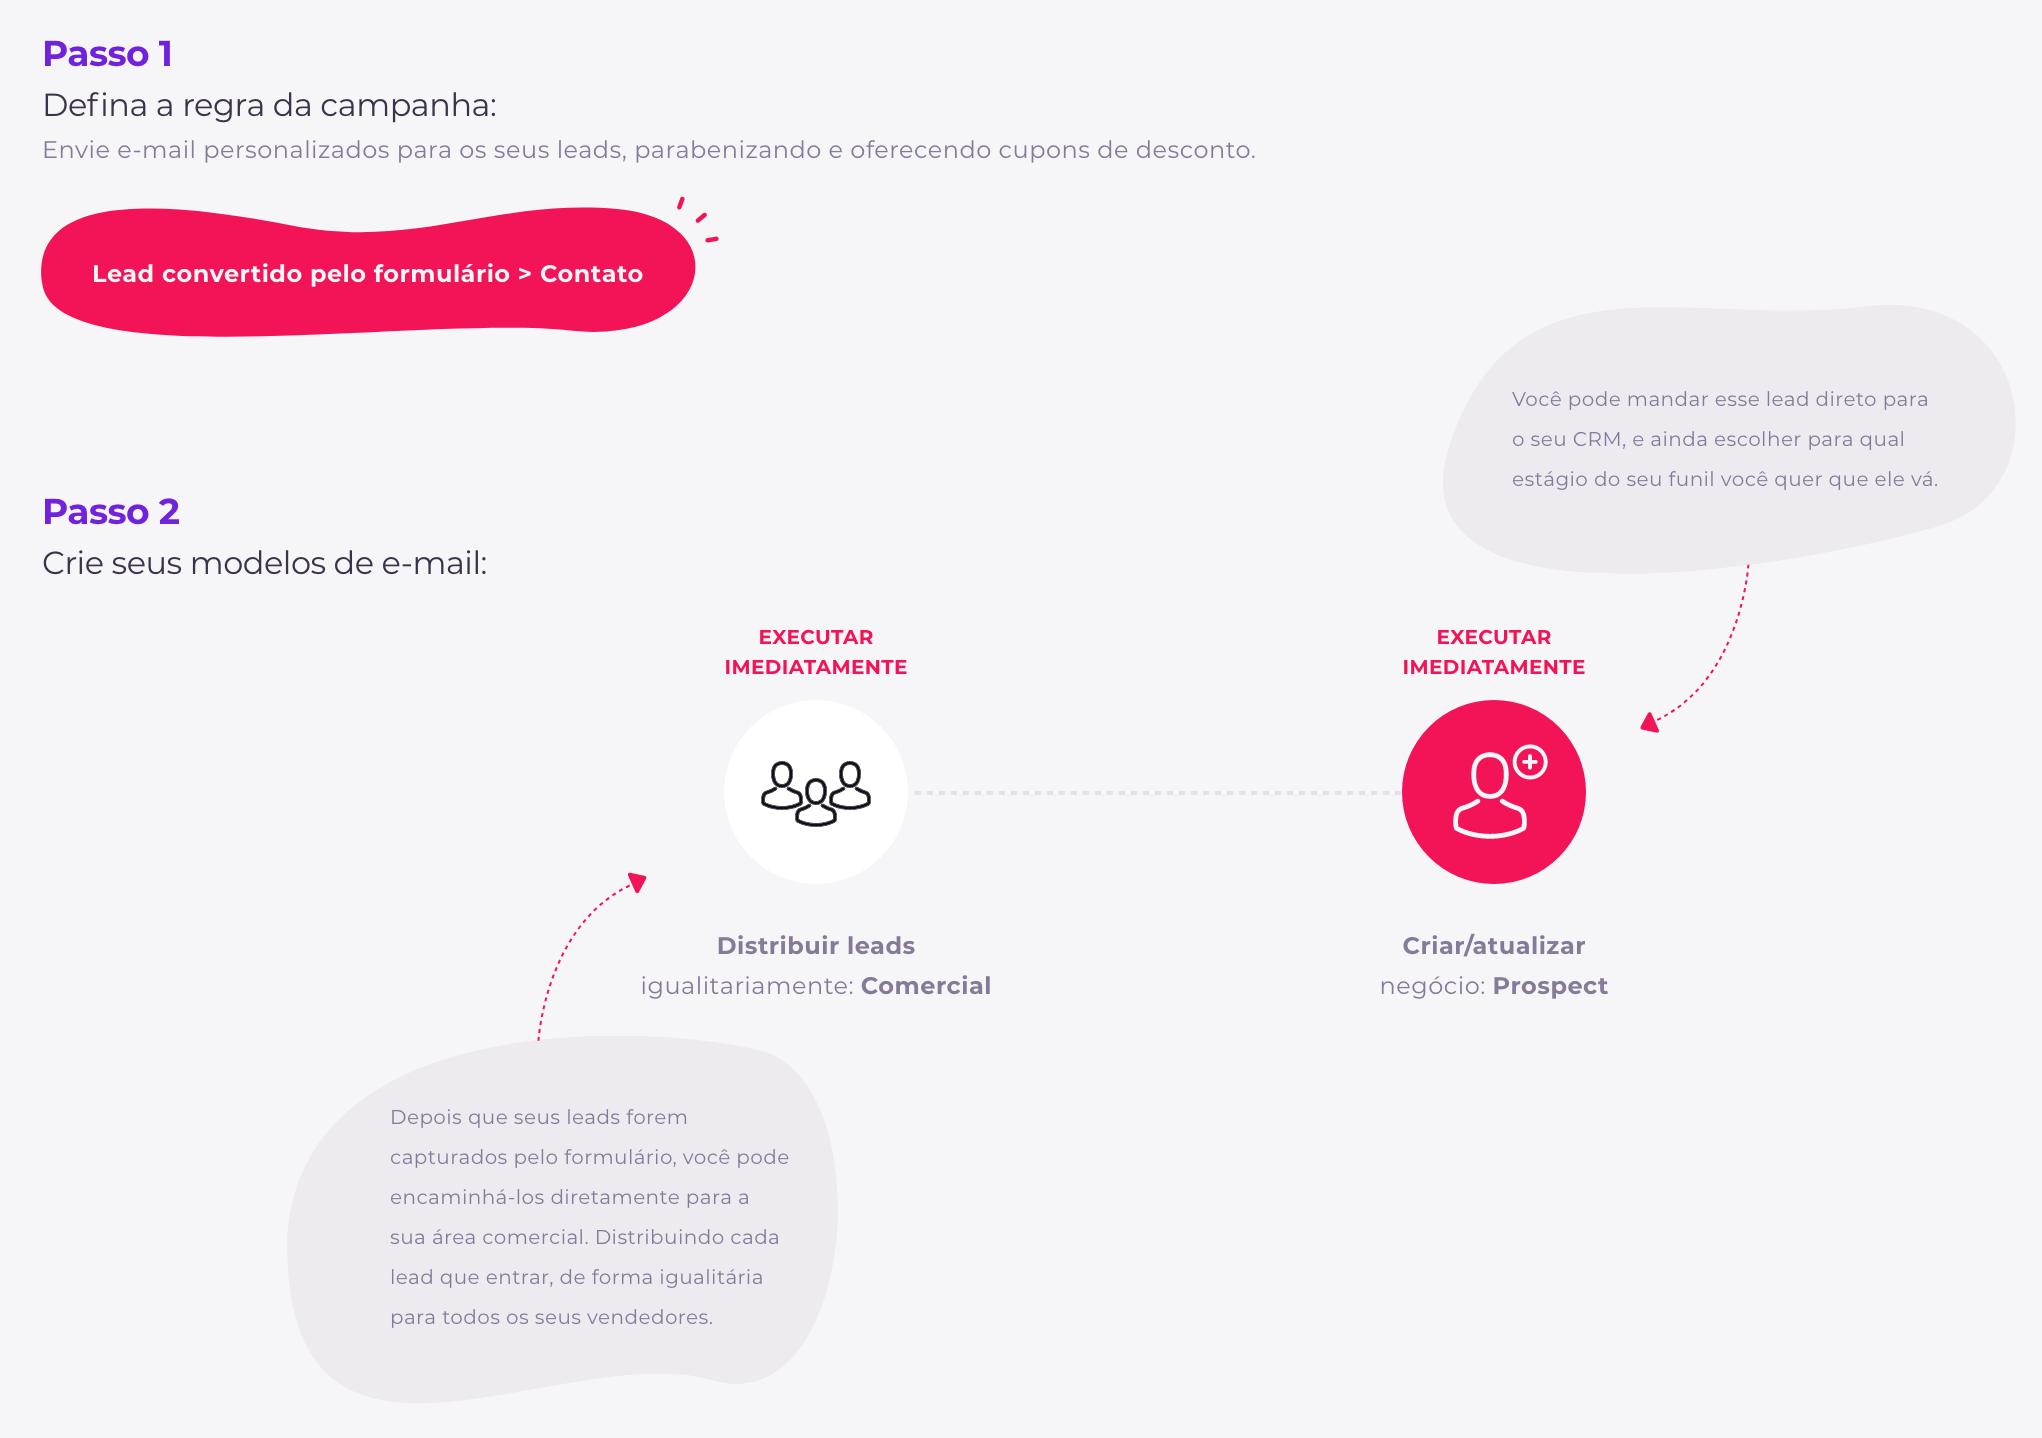 Passo 1
Defina a regra da campanha:
Envie e-mail personalizados para os seus leads, parabenizando e oferecendo cupons de desconto.
Lead convertido pelo formulário > Contato
Você pode mandar esse lead direto para
o seu CRM, e ainda escolher para qual
estágio do seu funil você quer que ele vá.
Passo 2
Crie seus modelos de e-mail:
EXECUTAR
IMEDIATAMENTE
Distribuir leads
igualitariamente: Comercial
EXECUTAR
IMEDIATAMENTE
Criar/atualizar
negócio: Prospect
Depois que seus leads forem
capturados pelo formulário, você pode
encaminhá-los diretamente para a
sua área comercial. Distribuindo cada
lead que entrar, de forma igualitária
para todos os seus vendedores.